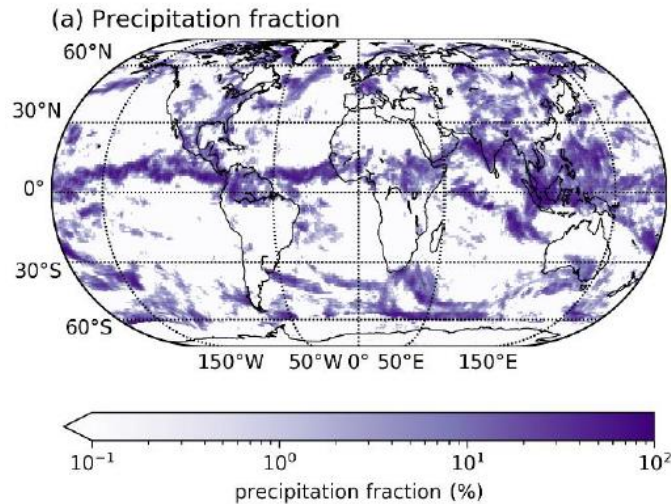 (a) Precipitation fraction
60°N
30°N
0°
30°S
60°S
150°W 50°W 0° 50°E 150°E
10⁻¹ 10⁰ 10¹ 10²
precipitation fraction (%)